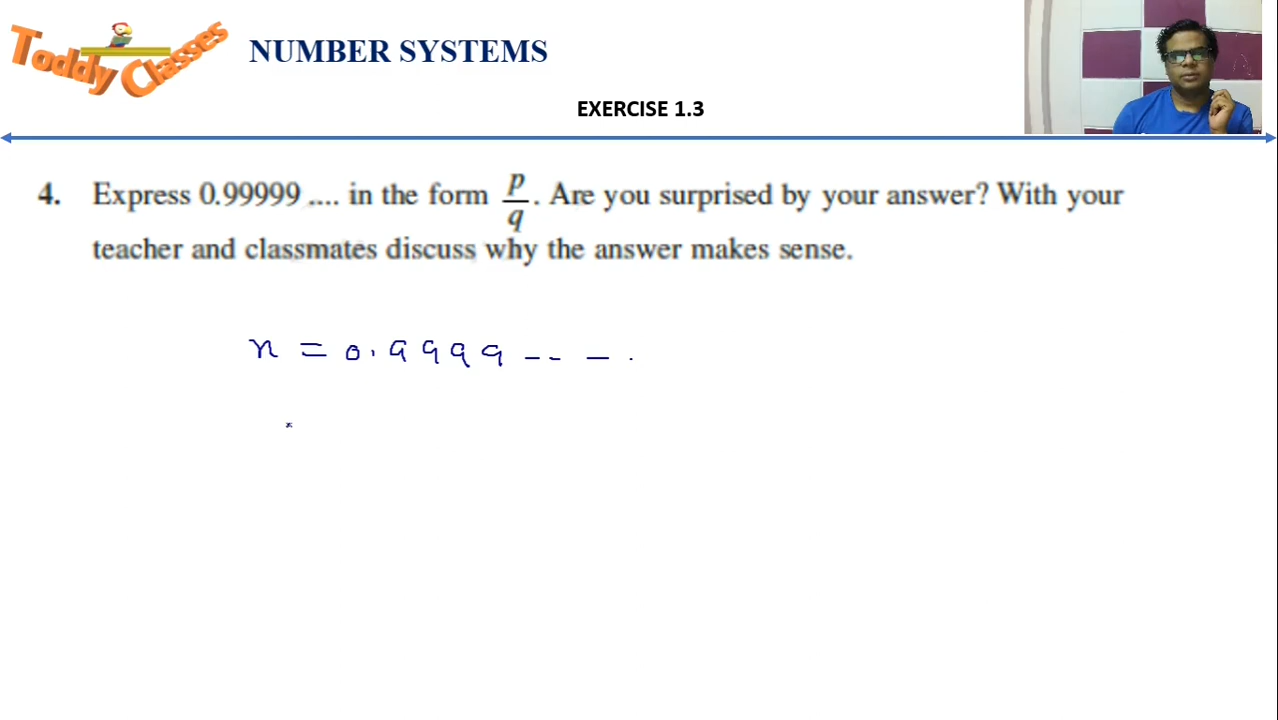 Toddy Classes
NUMBER SYSTEMS
EXERCISE 1.3
4. Express 0.99999 .... in the form p/q. Are you surprised by your answer? With your
teacher and classmates discuss why the answer makes sense.
x = 0.9999 -- - .